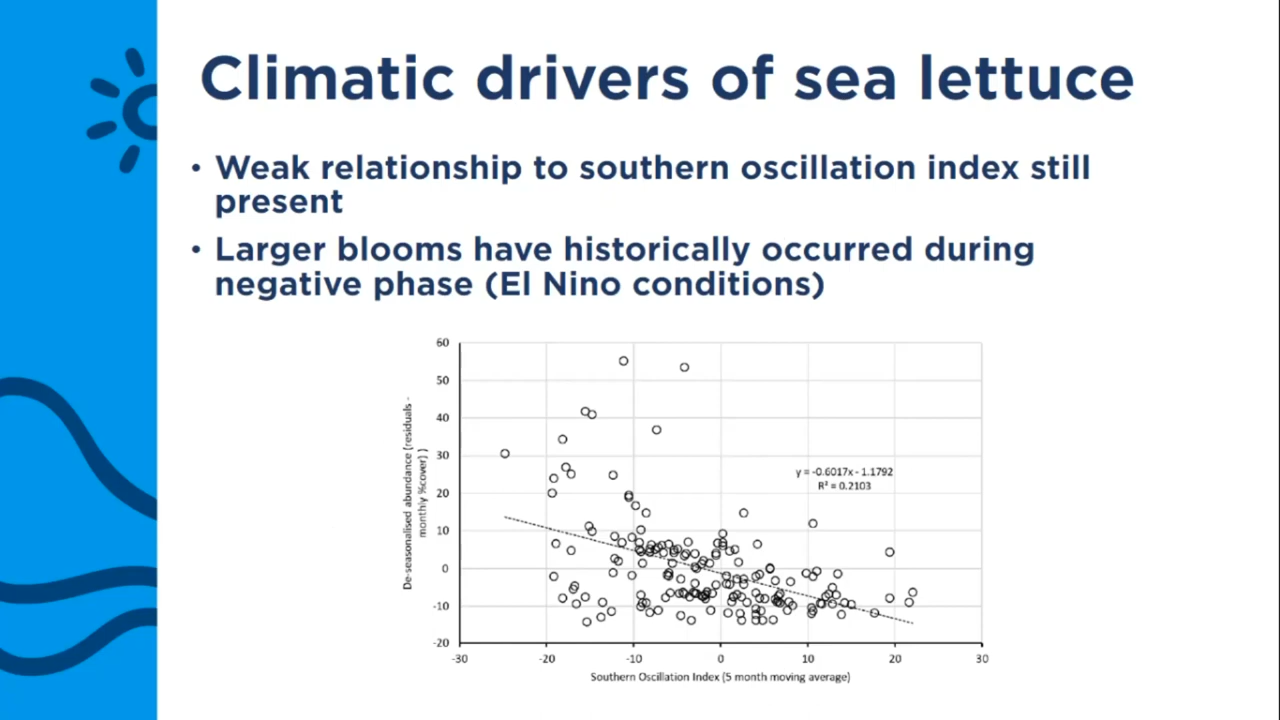 Climatic drivers of sea lettuce
• Weak relationship to southern oscillation index still
present
• Larger blooms have historically occurred during
negative phase (El Nino conditions)
60
50
40
30
20
10
0
-10
-20
-30
-20
-10
0
10
20
30
De-seasonalised abundance (residuals -
monthly %cover) )
y = -0.6017x - 1.1792
R² = 0.2103
Southern Oscillation Index (5 month moving average)